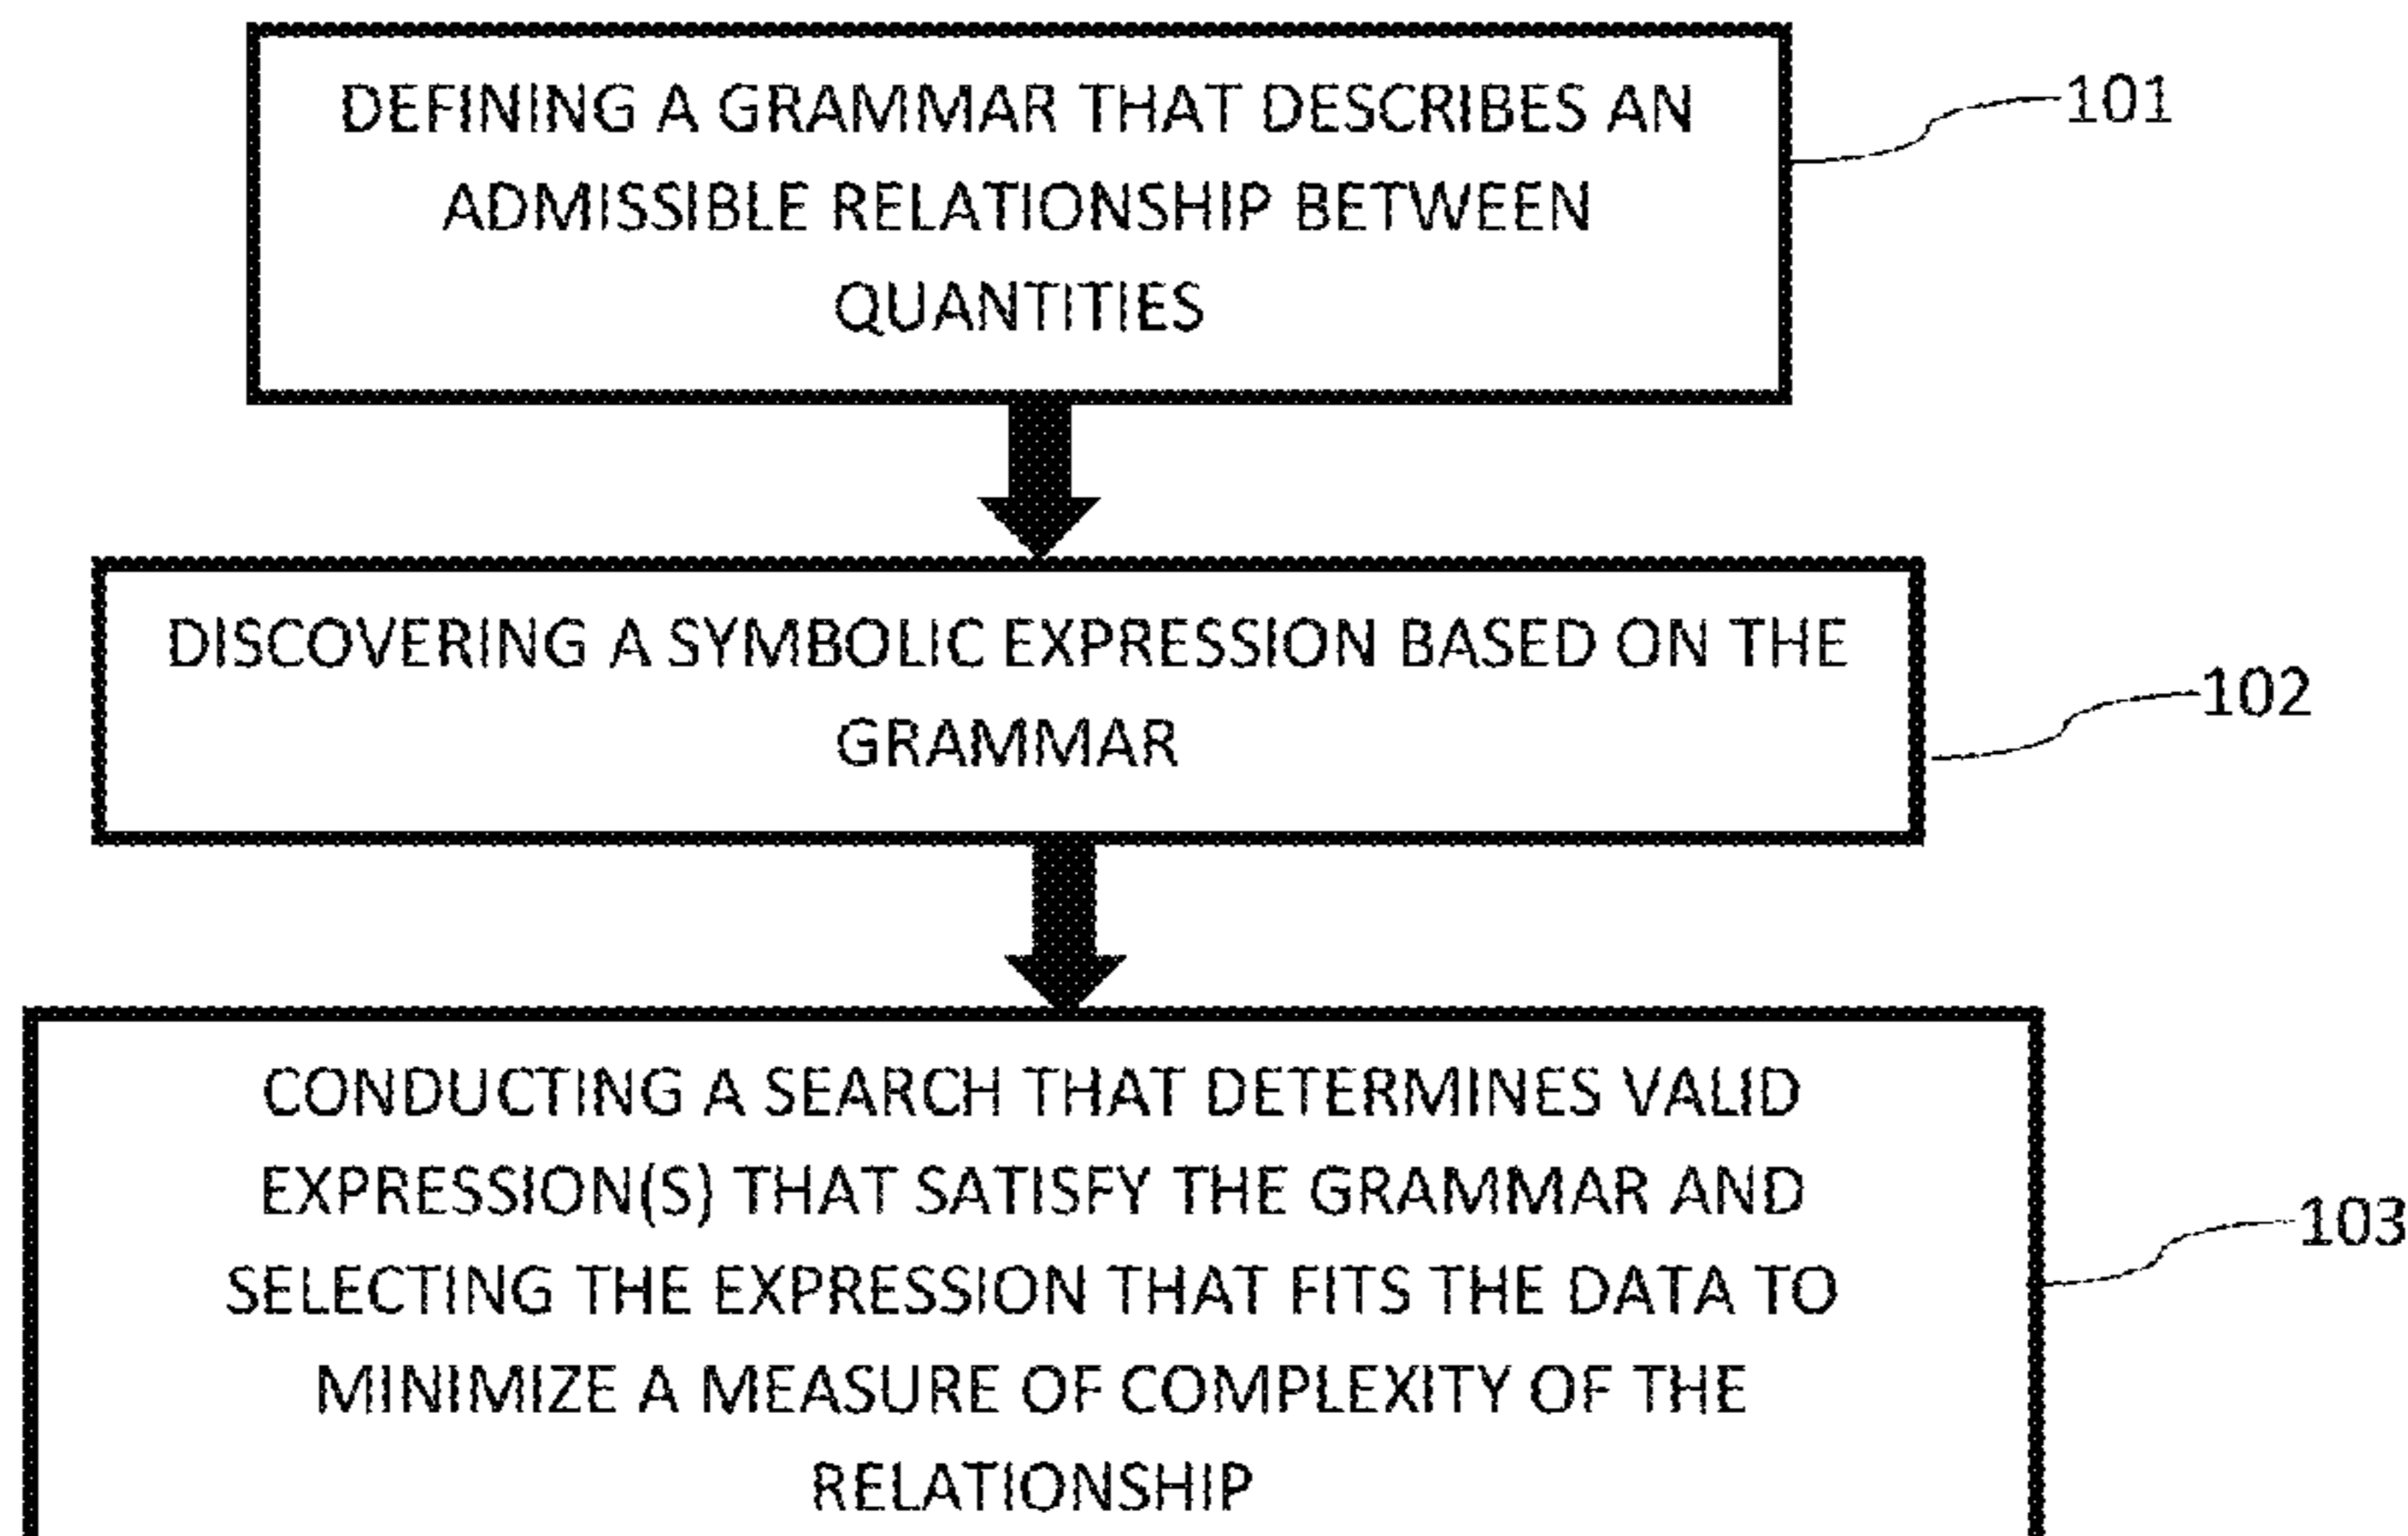 DEFINING A GRAMMAR THAT DESCRIBES AN
ADMISSIBLE RELATIONSHIP BETWEEN
QUANTITIES
101
DISCOVERING A SYMBOLIC EXPRESSION BASED ON THE
GRAMMAR
102
CONDUCTING A SEARCH THAT DETERMINES VALID
EXPRESSION(S) THAT SATISFY THE GRAMMAR AND
SELECTING THE EXPRESSION THAT FITS THE DATA TO
MINIMIZE A MEASURE OF COMPLEXITY OF THE
RELATIONSHIP
103